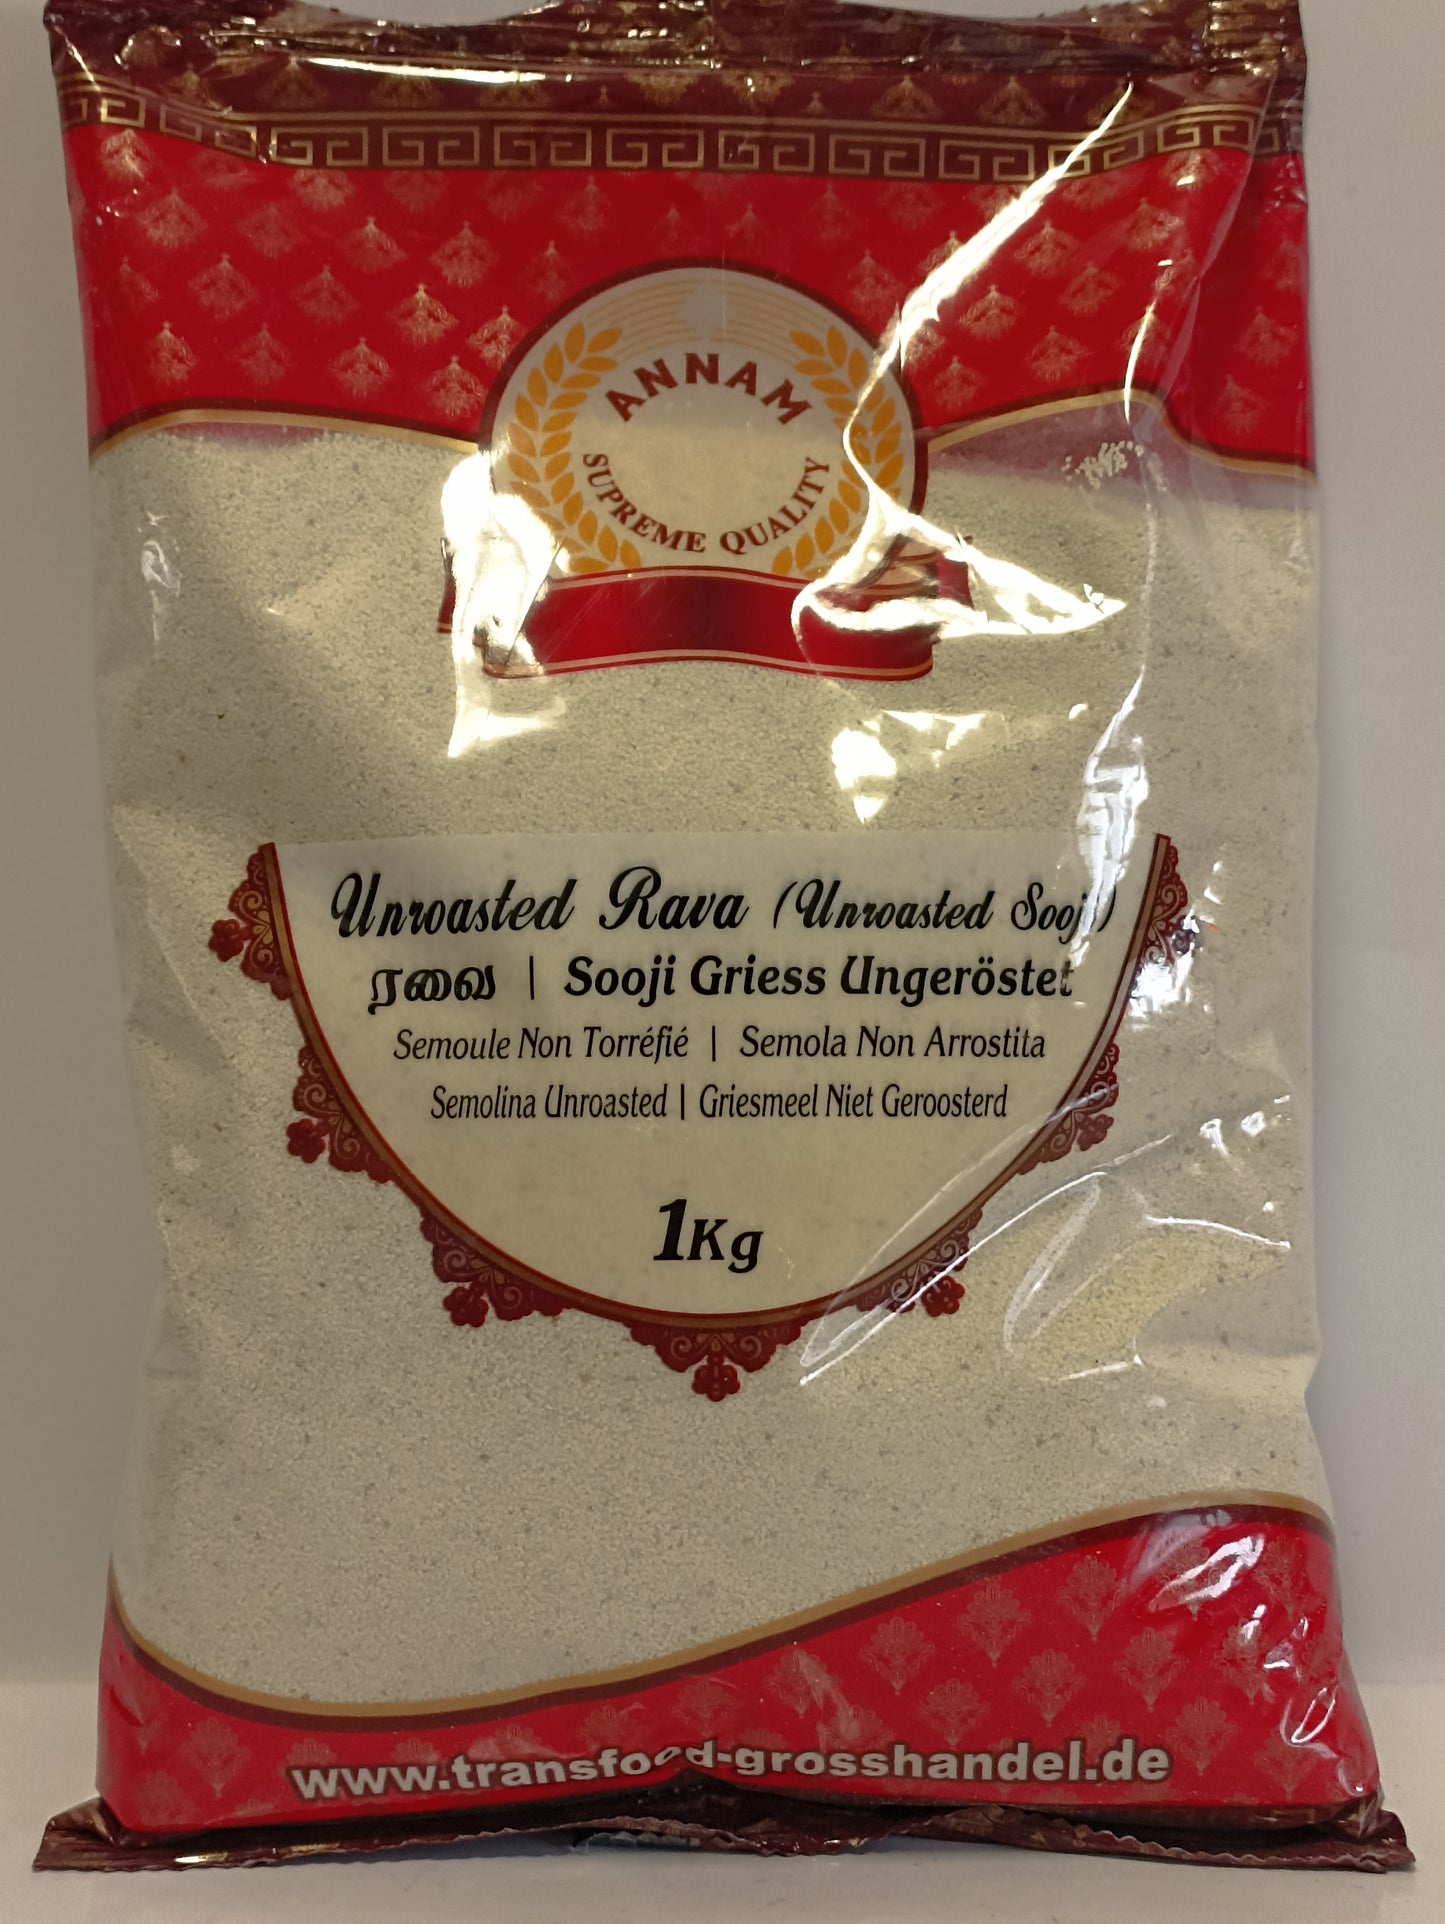 ANNAM
SUPREME QUALITY
Unroasted Rava (Unroasted Sooji)
ரவை | Sooji Griess Ungeröstet
Semoule Non Torréfié | Semola Non Arrostita
Semolina Unroasted | Griesmeel Niet Geroosterd
1Kg
www.transfood-grosshandel.de